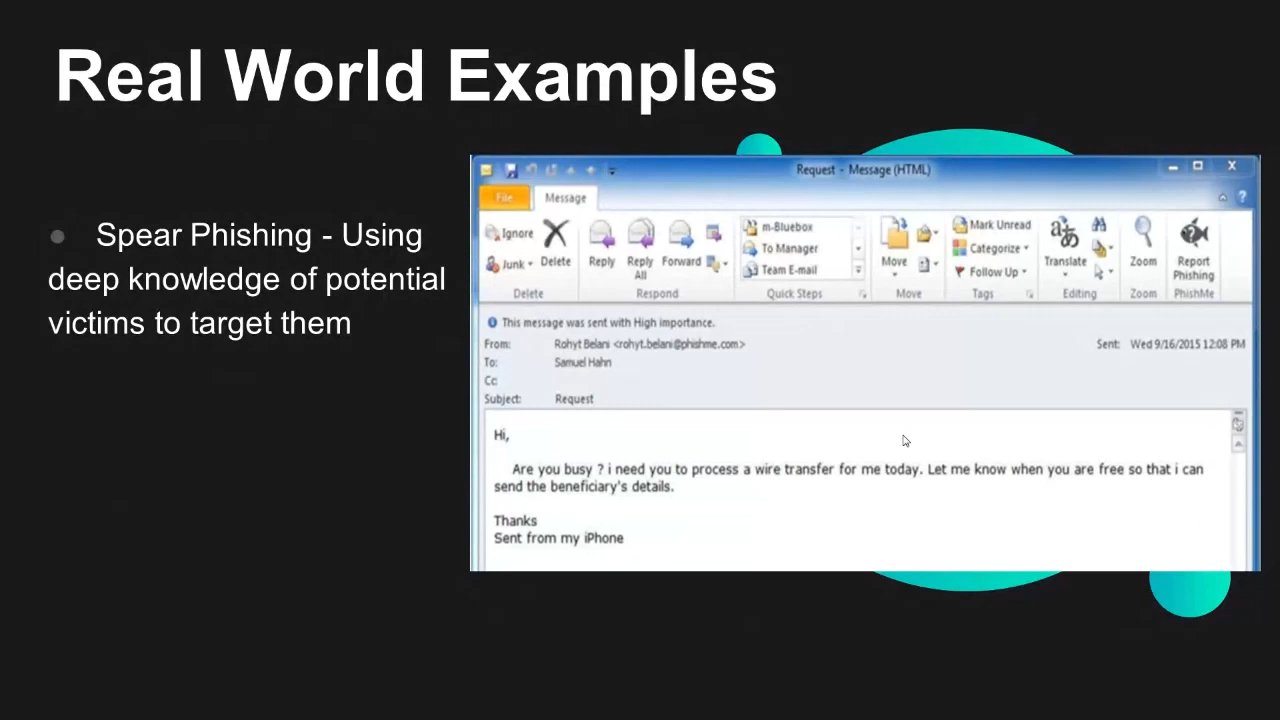 Real World Examples
● Spear Phishing - Using
deep knowledge of potential
victims to target them
Request - Message (HTML)
File Message
Ignore
Junk
Delete
Reply
Reply
All
Forward
m-Bluebox
To Manager
Team E-mail
Move
Mark Unread
Categorize
Follow Up
Translate
Zoom
Report
Phishing
Delete Respond Quick Steps Move Tags Editing Zoom PhishMe
This message was sent with High importance.
From: Rohyt Belani <rohyt.belani@phishme.com> Sent: Wed 9/16/2015 12:08 PM
To: Samuel Hahn
Cc:
Subject: Request
Hi,
Are you busy ? i need you to process a wire transfer for me today. Let me know when you are free so that i can
send the beneficiary's details.
Thanks
Sent from my iPhone